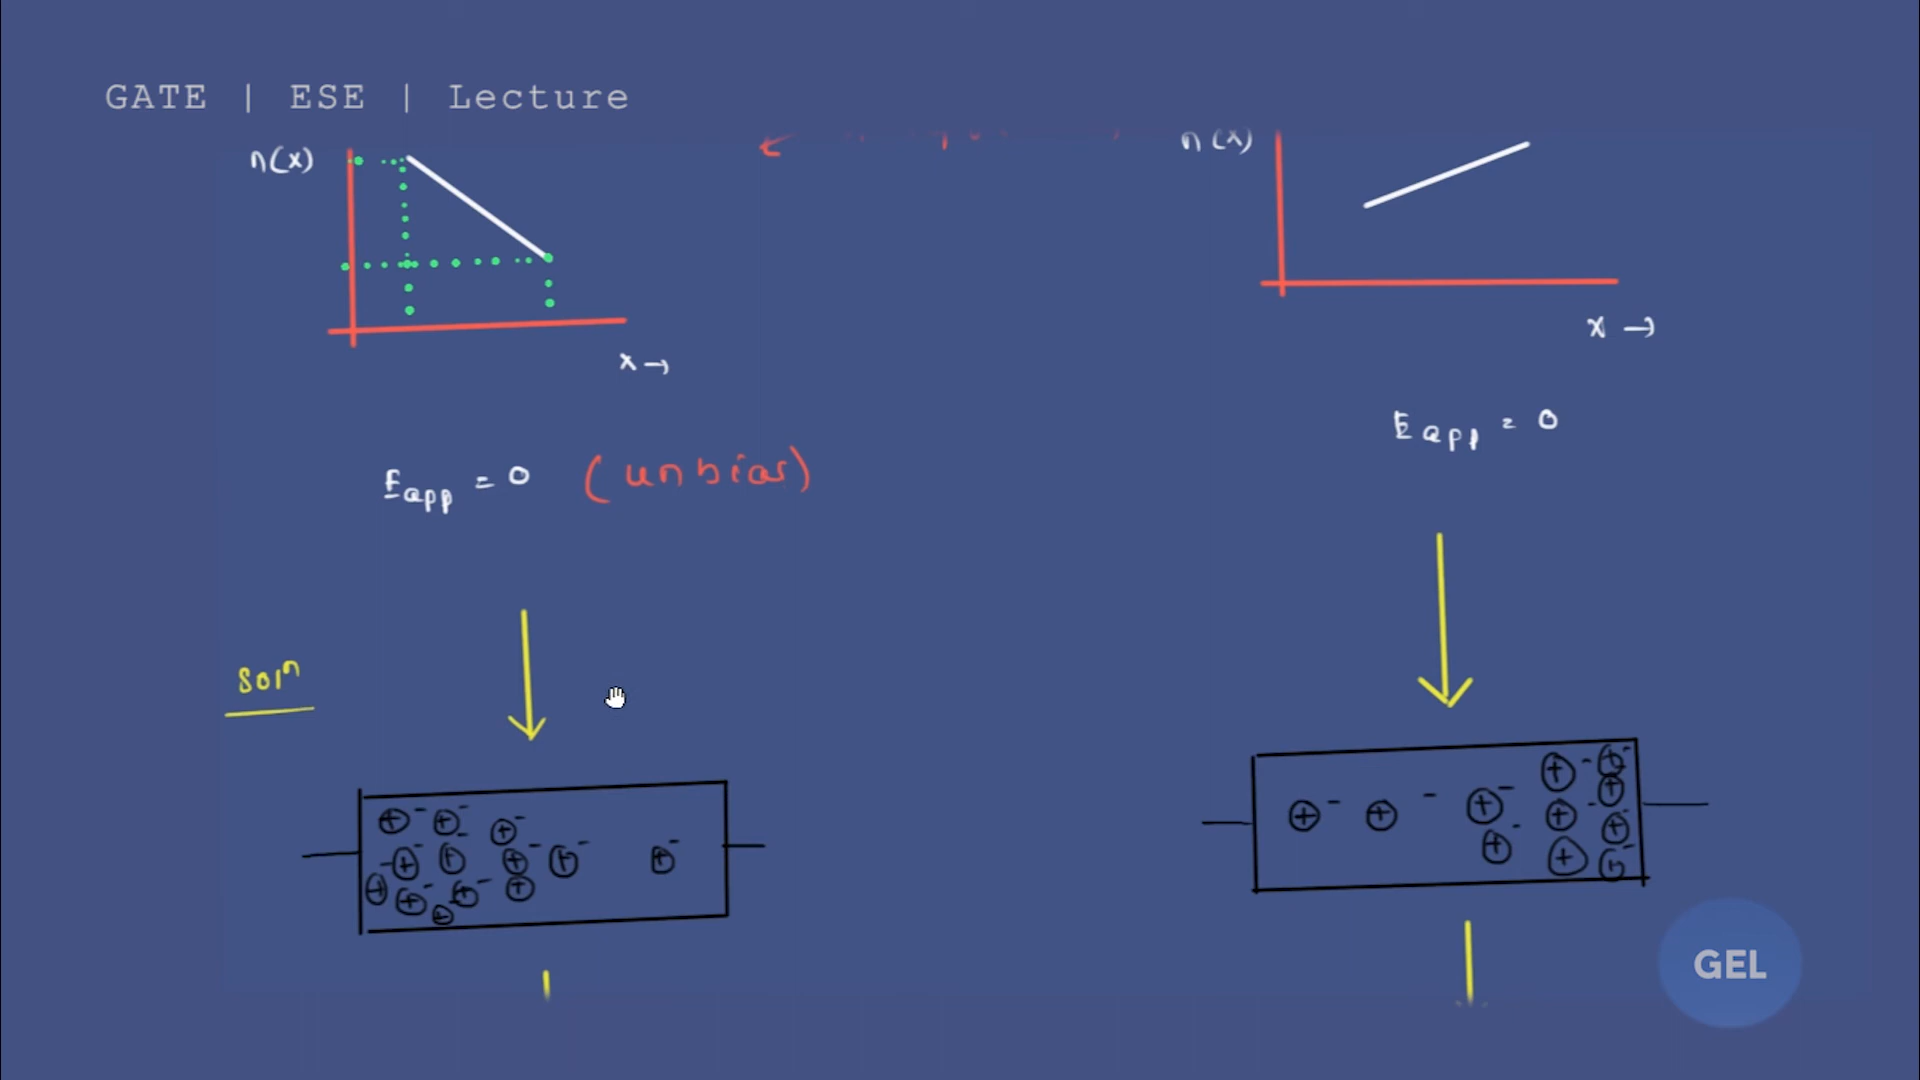 GATE | ESE | Lecture
n(x)
n(x)
x →
x →
Eapp = 0 (unbias)
Eapp = 0
Solⁿ
GEL